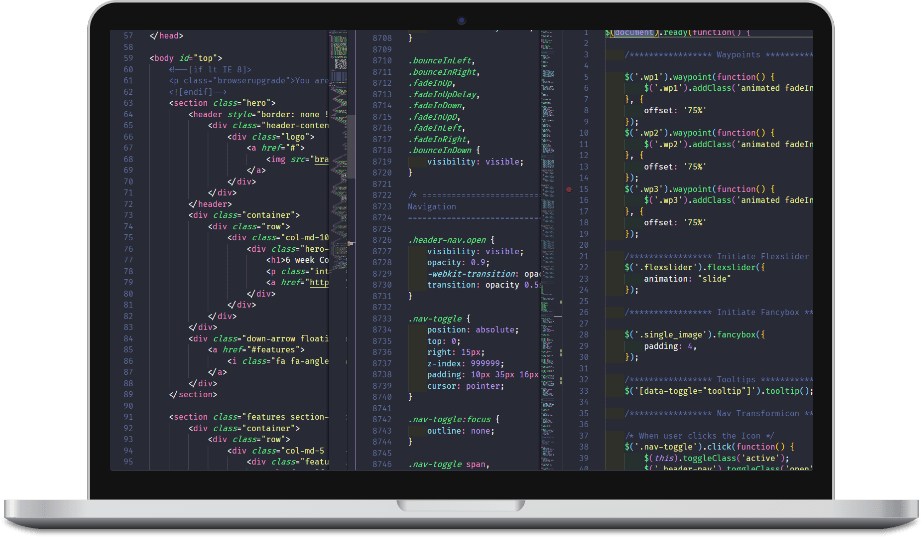 57 </head>
58
59 <body id="top">
60 <!--[if lt IE 8]>
61 <p class="browserupgrade">You are
62 <![endif]-->
63 <section class="hero">
64 <header style="border: none !
65 <div class="header-conten
66 <div class="logo">
67 <a href="#">
68 <img src="bra
69 </a>
70 </div>
71 </div>
72 </header>
73 <div class="container">
74 <div class="row">
75 <div class="col-md-10
76 <div class="hero-
77 <h1>6 week Co
78 <p class="int
79 <a href="http
80 </div>
81 </div>
82 </div>
83 </div>
84 <div class="down-arrow floati
85 <a href="#features">
86 <i class="fa fa-angle
87 </a>
88 </div>
89 </section>
90
91 <section class="features section-
92 <div class="container">
93 <div class="row">
94 <div class="col-md-5
95 <div class="featu
8708 }
8709
8710 .bounceInLeft,
8711 .bounceInRight,
8712 .fadeInUp,
8713 .fadeInUpDelay,
8714 .fadeInDown,
8715 .fadeInUpD,
8716 .fadeInLeft,
8717 .fadeInRight,
8718 .bounceInDown {
8719 visibility: visible;
8720 }
8721
8722 /* ===========================
8723 Navigation
8724 ---------------------------
8725
8726 .header-nav.open {
8727 visibility: visible;
8728 opacity: 0.9;
8729 -webkit-transition: opa
8730 transition: opacity 0.5
8731 }
8732
8733 .nav-toggle {
8734 position: absolute;
8735 top: 0;
8736 right: 15px;
8737 z-index: 999999;
8738 padding: 10px 35px 16px
8739 cursor: pointer;
8740 }
8741
8742 .nav-toggle:focus {
8743 outline: none;
8744 }
8745
8746 .nav-toggle span,
1 $(document).ready(function() {
2
3 /***************** Waypoints **********
4
5 $('.wp1').waypoint(function() {
6 $('.wp1').addClass('animated fadeIn
7 }, {
8 offset: '75%'
9 });
10 $('.wp2').waypoint(function() {
11 $('.wp2').addClass('animated fadeIn
12 }, {
13 offset: '75%'
14 });
15 $('.wp3').waypoint(function() {
16 $('.wp3').addClass('animated fadeIn
17 }, {
18 offset: '75%'
19 });
20
21 /***************** Initiate Flexslider
22 $('.flexslider').flexslider({
23 animation: "slide"
24 });
25
26 /***************** Initiate Fancybox **
27
28 $('.single_image').fancybox({
29 padding: 4,
30 });
31
32 /***************** Tooltips ***********
33 $('[data-toggle="tooltip"]').tooltip();
34
35 /***************** Nav Transformicon **
36
37 /* When user clicks the Icon */
38 $('.nav-toggle').click(function() {
39 $(this).toggleClass('active');
40 $('.header-nav').toggleClass('open'